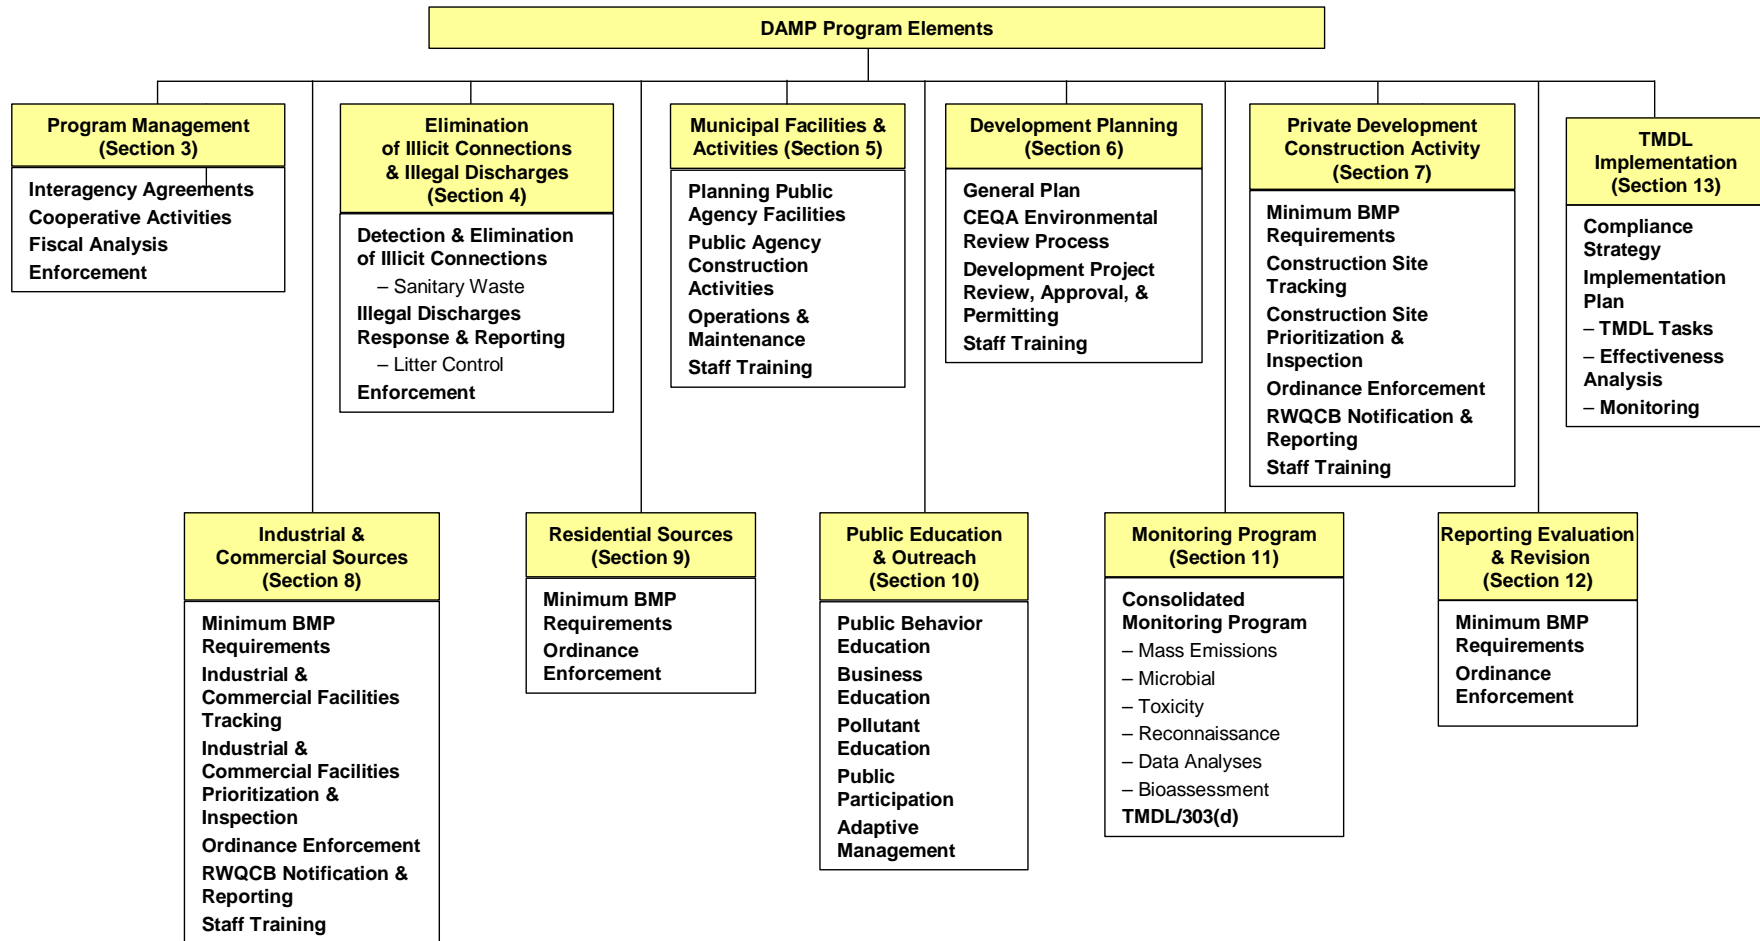 DAMP Program Elements
Program Management
(Section 3)
Interagency Agreements
Cooperative Activities
Fiscal Analysis
Enforcement
Elimination
of Illicit Connections
& Illegal Discharges
(Section 4)
Detection & Elimination
of Illicit Connections
– Sanitary Waste
Illegal Discharges
Response & Reporting
– Litter Control
Enforcement
Municipal Facilities &
Activities (Section 5)
Planning Public
Agency Facilities
Public Agency
Construction
Activities
Operations &
Maintenance
Staff Training
Development Planning
(Section 6)
General Plan
CEQA Environmental
Review Process
Development Project
Review, Approval, &
Permitting
Staff Training
Private Development
Construction Activity
(Section 7)
Minimum BMP
Requirements
Construction Site
Tracking
Construction Site
Prioritization &
Inspection
Ordinance Enforcement
RWQCB Notification &
Reporting
Staff Training
TMDL
Implementation
(Section 13)
Compliance
Strategy
Implementation
Plan
– TMDL Tasks
– Effectiveness
Analysis
– Monitoring
Industrial &
Commercial Sources
(Section 8)
Minimum BMP
Requirements
Industrial &
Commercial Facilities
Tracking
Industrial &
Commercial Facilities
Prioritization &
Inspection
Ordinance Enforcement
RWQCB Notification &
Reporting
Staff Training
Residential Sources
(Section 9)
Minimum BMP
Requirements
Ordinance
Enforcement
Public Education
& Outreach
(Section 10)
Public Behavior
Education
Business
Education
Pollutant
Education
Public
Participation
Adaptive
Management
Monitoring Program
(Section 11)
Consolidated
Monitoring Program
– Mass Emissions
– Microbial
– Toxicity
– Reconnaissance
– Data Analyses
– Bioassessment
TMDL/303(d)
Reporting Evaluation
& Revision
(Section 12)
Minimum BMP
Requirements
Ordinance
Enforcement